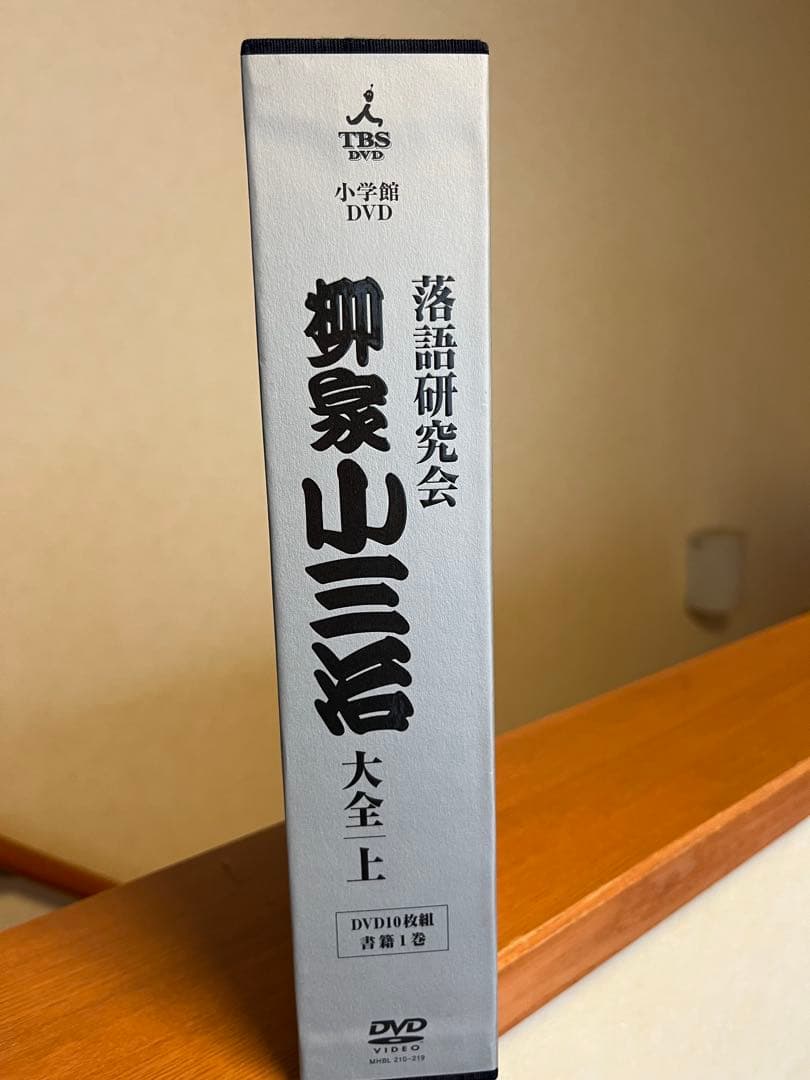 TBS
DVD
小学館
DVD
落語研究会
柳家小三治
大全 上
DVD10枚組
書籍1巻
DVD
VIDEO
MHBL 210-219